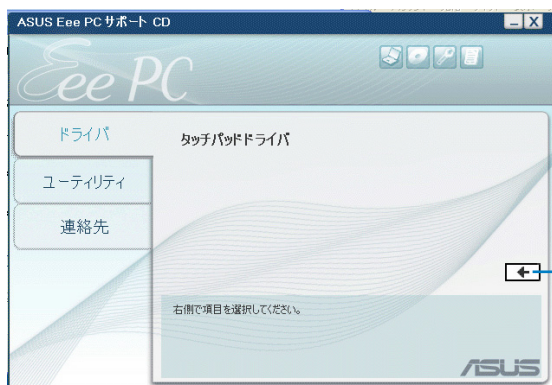 ASUS Eee PC サポート CD
Eee PC
ドライバ
タッチパッドドライバ
ユーティリティ
連絡先
右側で項目を選択してください。
ASUS